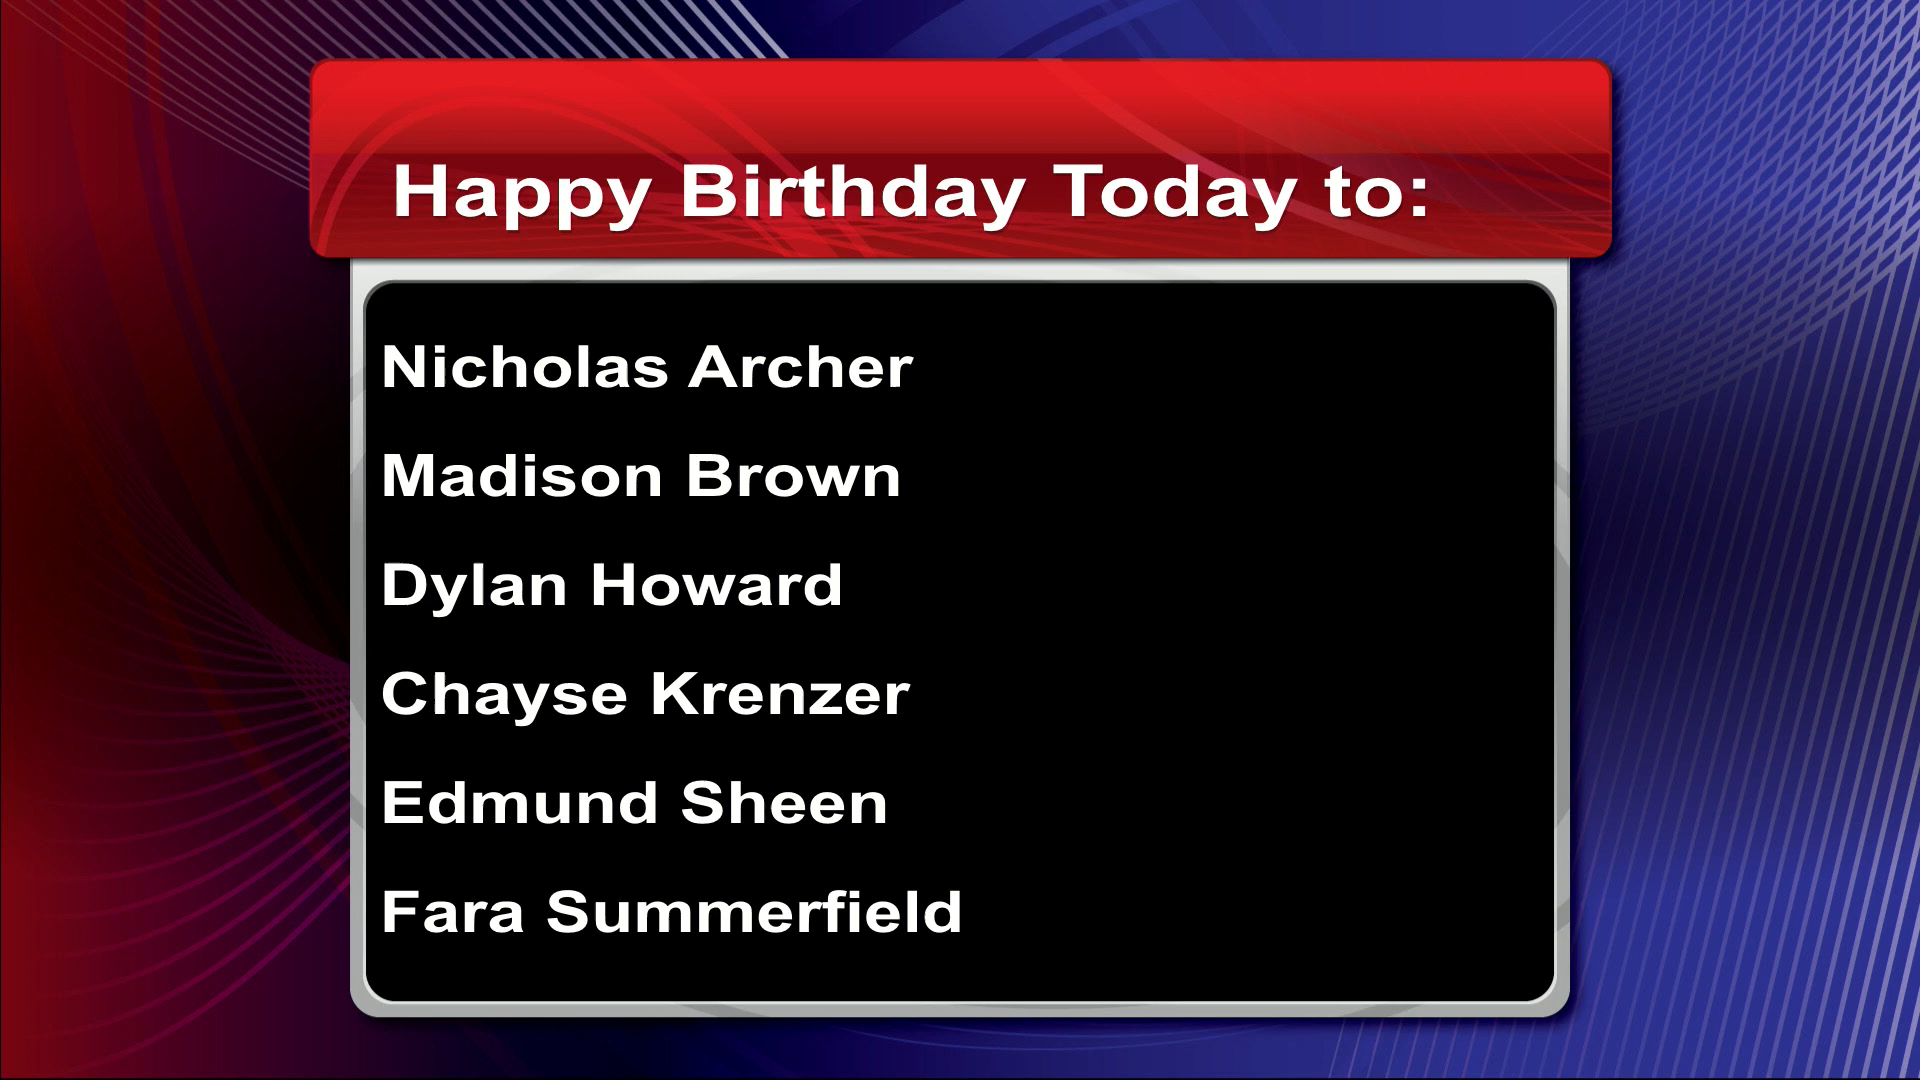 Happy Birthday Today to:
Nicholas Archer
Madison Brown
Dylan Howard
Chayse Krenzer
Edmund Sheen
Fara Summerfield